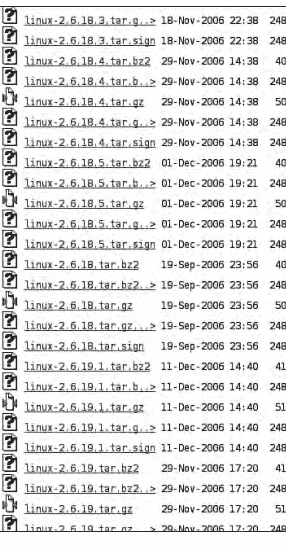 linux-2.6.18.3.tar.g..> 18-Nov-2006 22:38 248
linux-2.6.18.3.tar.sign 18-Nov-2006 22:38 248
linux-2.6.18.4.tar.bz2 29-Nov-2006 14:38 40
linux-2.6.18.4.tar.b..> 29-Nov-2006 14:38 248
linux-2.6.18.4.tar.gz 29-Nov-2006 14:38 50
linux-2.6.18.4.tar.g..> 29-Nov-2006 14:38 248
linux-2.6.18.4.tar.sign 29-Nov-2006 14:38 248
linux-2.6.18.5.tar.bz2 01-Dec-2006 19:21 40
linux-2.6.18.5.tar.b..> 01-Dec-2006 19:21 248
linux-2.6.18.5.tar.gz 01-Dec-2006 19:21 50
linux-2.6.18.5.tar.g..> 01-Dec-2006 19:21 248
linux-2.6.18.5.tar.sign 01-Dec-2006 19:21 248
linux-2.6.18.tar.bz2 19-Sep-2006 23:56 40
linux-2.6.18.tar.bz2..> 19-Sep-2006 23:56 248
linux-2.6.18.tar.gz 19-Sep-2006 23:56 50
linux-2.6.18.tar.gz...> 19-Sep-2006 23:56 248
linux-2.6.18.tar.sign 19-Sep-2006 23:56 248
linux-2.6.19.1.tar.bz2 11-Dec-2006 14:40 41
linux-2.6.19.1.tar.b..> 11-Dec-2006 14:40 248
linux-2.6.19.1.tar.gz 11-Dec-2006 14:40 51
linux-2.6.19.1.tar.g..> 11-Dec-2006 14:40 248
linux-2.6.19.1.tar.sign 11-Dec-2006 14:40 248
linux-2.6.19.tar.bz2 29-Nov-2006 17:20 41
linux-2.6.19.tar.bz2..> 29-Nov-2006 17:20 248
linux-2.6.19.tar.gz 29-Nov-2006 17:20 51
linux-2.6.19.tar.gz...> 29-Nov-2006 17:20 248